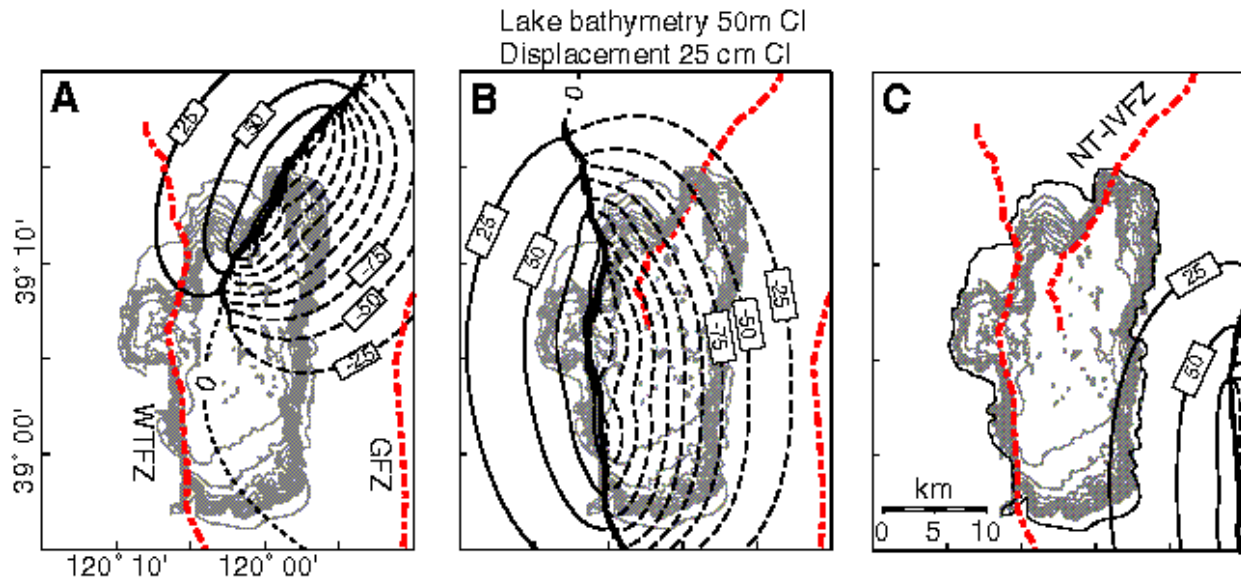 Lake bathymetry 50m CI
Displacement 25 cm CI
A
25
50
-75
-50
-25
0
WTFZ
GFZ
39° 10'
39° 00'
120° 10' 120° 00'
B
0
25
50
-75
-50
-25
C
NT-IVFZ
25
50
km
0 5 10